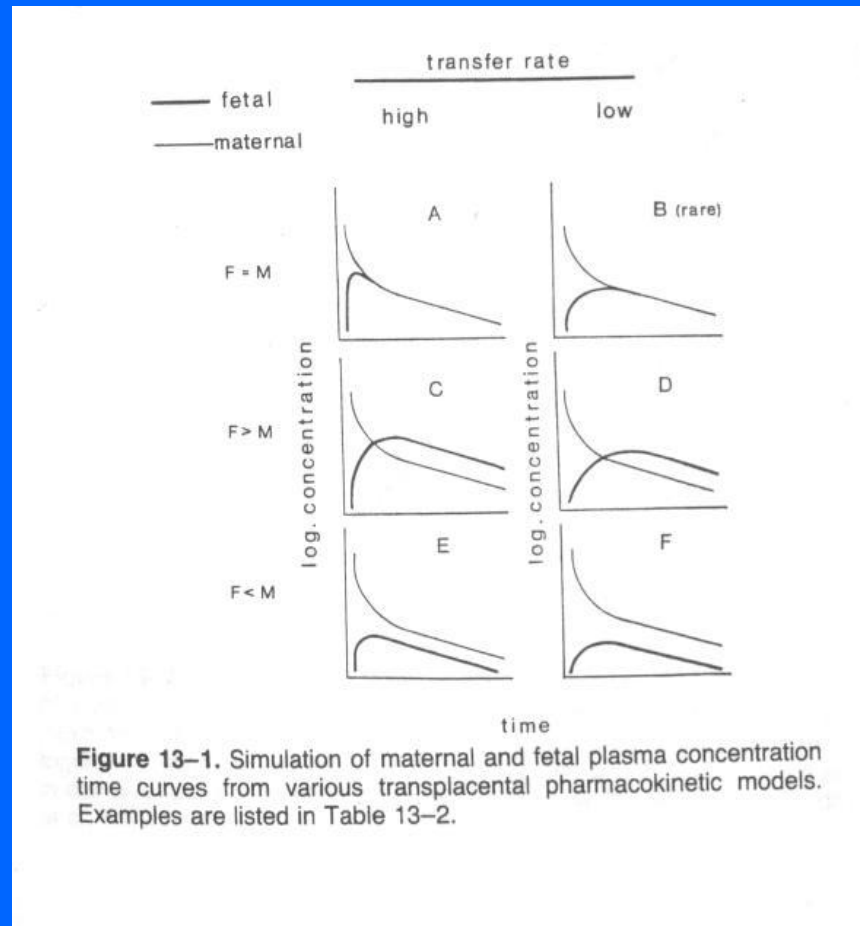 transfer rate
fetal
maternal
high
low
A
B (rare)
F = M
C
D
F > M
E
F
F < M
log. concentration
log. concentration
time
Figure 13–1. Simulation of maternal and fetal plasma concentration
time curves from various transplacental pharmacokinetic models.
Examples are listed in Table 13–2.